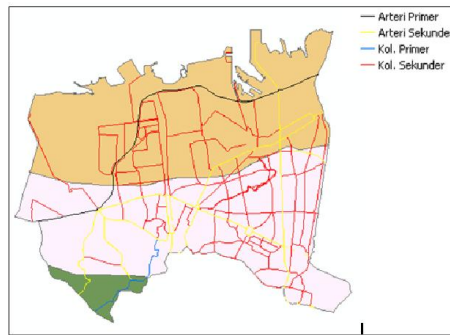 Arteri Primer
Arteri Sekunder
Kol. Primer
Kol. Sekunder